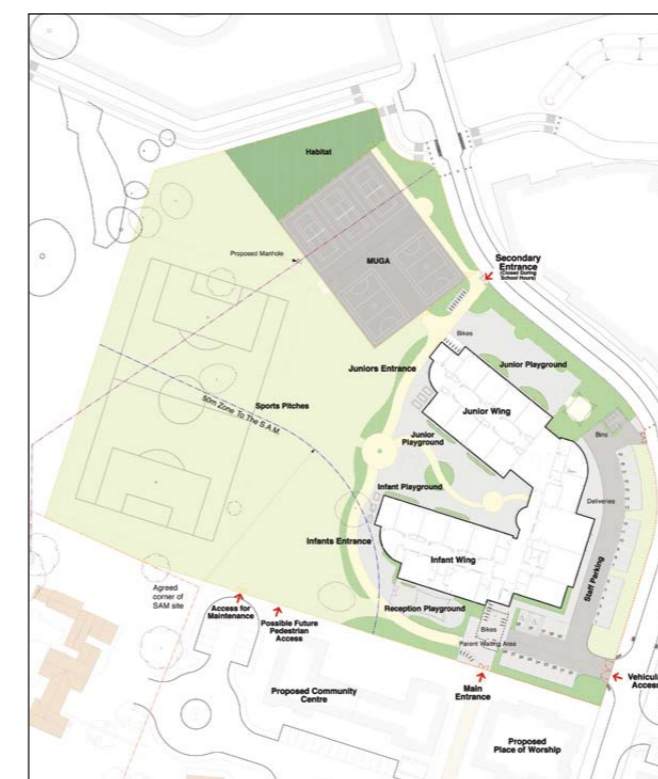 Habitat
Proposed Manhole
MUGA
Secondary
Entrance
(Closed During
School Hours)
Bikes
Juniors Entrance
Junior Playground
Sports Pitches
50m Zone To The S.A.M.
Junior Wing
Junior
Playground
Bins
Infant Playground
Deliveries
Infants Entrance
Infant Wing
Staff Parking
Agreed
corner of
SAM site
Access for
Maintenance
Possible Future
Pedestrian
Access
Reception Playground
Bikes
Parent Waiting Area
Main
Entrance
Vehicula
Access
Proposed Community
Centre
Proposed
Place of Worship